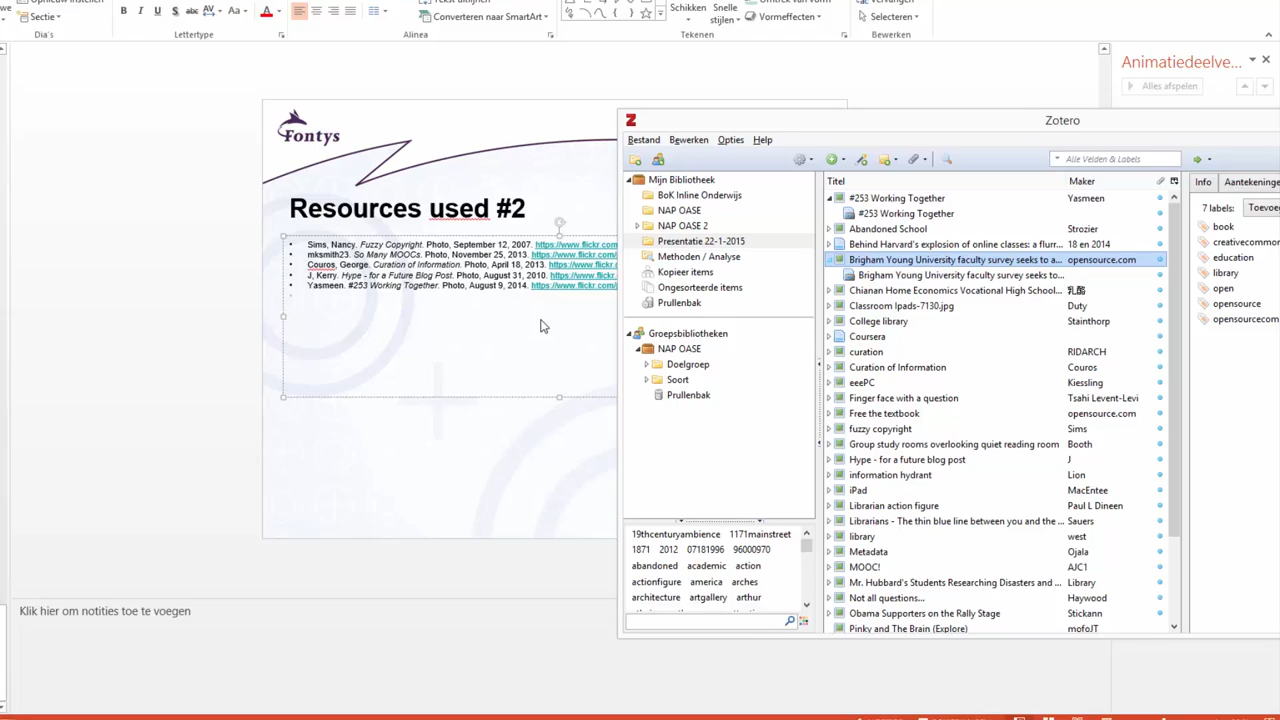 Sectie
B I U S abc AV Aa A
Converteren naar SmartArt
Schikken
Snelle
stijlen
Vormeffecten
Selecteren
Dia's
Lettertype
Alinea
Tekenen
Bewerken
Animatiedeelve...
Alles afspelen
Fontys
Resources used #2
• Sims, Nancy. Fuzzy Copyright. Photo, September 12, 2007. https://www.flickr.com
• mksmith23. So Many MOOCs. Photo, November 25, 2013. https://www.flickr.com/
• Couros, George. Curation of Information. Photo, April 18, 2013. https://www.flickr.
• J, Kerry. Hype - for a Future Blog Post. Photo, August 31, 2010. https://www.flickr.
• Yasmeen. #253 Working Together. Photo, August 9, 2014. https://www.flickr.com/
Klik hier om notities toe te voegen
Z
Zotero
Bestand Bewerken Opties Help
Alle Velden & Labels
Mijn Bibliotheek
BoK Inline Onderwijs
NAP OASE
NAP OASE 2
Presentatie 22-1-2015
Methoden / Analyse
Kopieer items
Ongesorteerde items
Prullenbak
Groepsbibliotheken
NAP OASE
Doelgroep
Soort
Prullenbak
19thcenturyambience 1171mainstreet
1871 2012 07181996 96000970
abandoned academic action
actionfigure america arches
architecture artgallery arthur
Titel Maker
#253 Working Together Yasmeen
#253 Working Together
Abandoned School Strozier
Behind Harvard's explosion of online classes: a flurr... 18 en 2014
Brigham Young University faculty survey seeks to a... opensource.com
Brigham Young University faculty survey seeks to...
Chianan Home Economics Vocational High School... 乳酪
Classroom Ipads-7130.jpg Duty
College library Stainthorp
Coursera
curation RIDARCH
Curation of Information Couros
eeePC Kiessling
Finger face with a question Tsahi Levent-Levi
Free the textbook opensource.com
fuzzy copyright Sims
Group study rooms overlooking quiet reading room Booth
Hype - for a future blog post J
information hydrant Lion
iPad MacEntee
Librarian action figure Paul L Dineen
Librarians - The thin blue line between you and the... Sauers
library west
Metadata Ojala
MOOC! AJC1
Mr. Hubbard's Students Researching Disasters and ... Library
Not all questions... Haywood
Obama Supporters on the Rally Stage Stickann
Pinky and The Brain (Explore) mofoJT
Info Aantekeninge
7 labels: Toevoe
book
creativecommo
education
library
open
opensource
opensourcecom